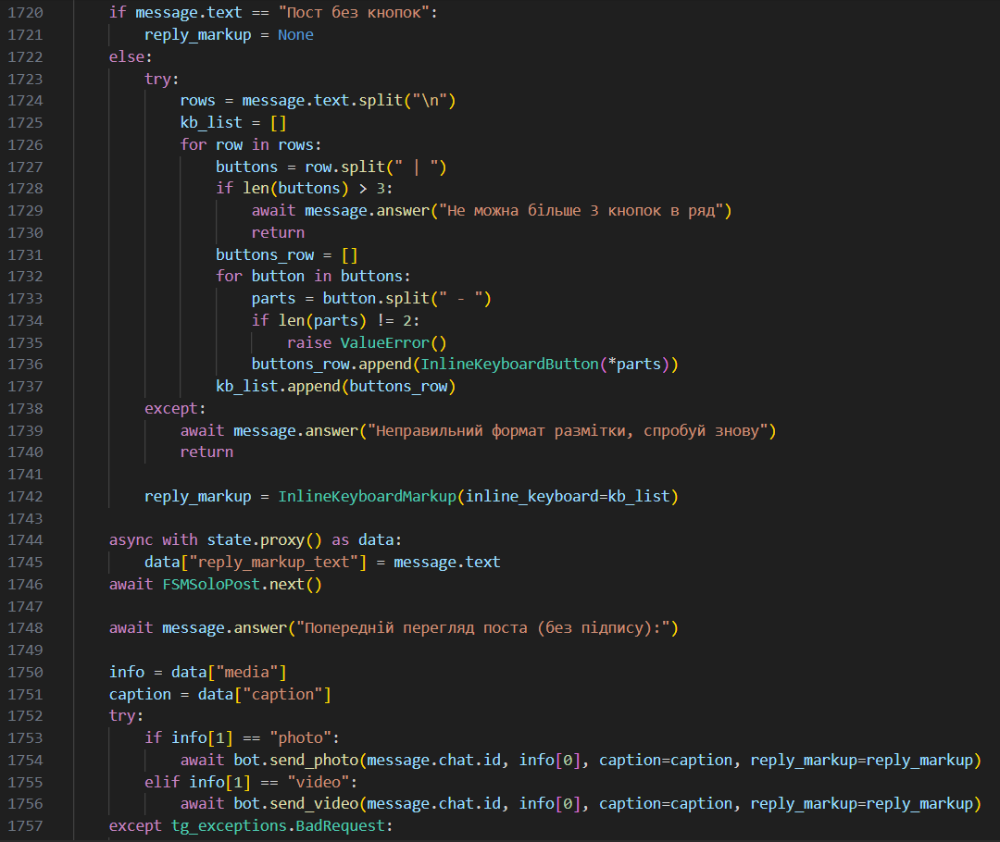 1720 if message.text == "Пост без кнопок":
1721 reply_markup = None
1722 else:
1723 try:
1724 rows = message.text.split("\n")
1725 kb_list = []
1726 for row in rows:
1727 buttons = row.split(" | ")
1728 if len(buttons) > 3:
1729 await message.answer("Не можна більше 3 кнопок в ряд")
1730 return
1731 buttons_row = []
1732 for button in buttons:
1733 parts = button.split(" - ")
1734 if len(parts) != 2:
1735 raise ValueError()
1736 buttons_row.append(InlineKeyboardButton(*parts))
1737 kb_list.append(buttons_row)
1738 except:
1739 await message.answer("Неправильний формат размітки, спробуй знову")
1740 return
1741
1742 reply_markup = InlineKeyboardMarkup(inline_keyboard=kb_list)
1743
1744 async with state.proxy() as data:
1745 data["reply_markup_text"] = message.text
1746 await FSMSoloPost.next()
1747
1748 await message.answer("Попередній перегляд поста (без підпису):")
1749
1750 info = data["media"]
1751 caption = data["caption"]
1752 try:
1753 if info[1] == "photo":
1754 await bot.send_photo(message.chat.id, info[0], caption=caption, reply_markup=reply_markup)
1755 elif info[1] == "video":
1756 await bot.send_video(message.chat.id, info[0], caption=caption, reply_markup=reply_markup)
1757 except tg_exceptions.BadRequest: